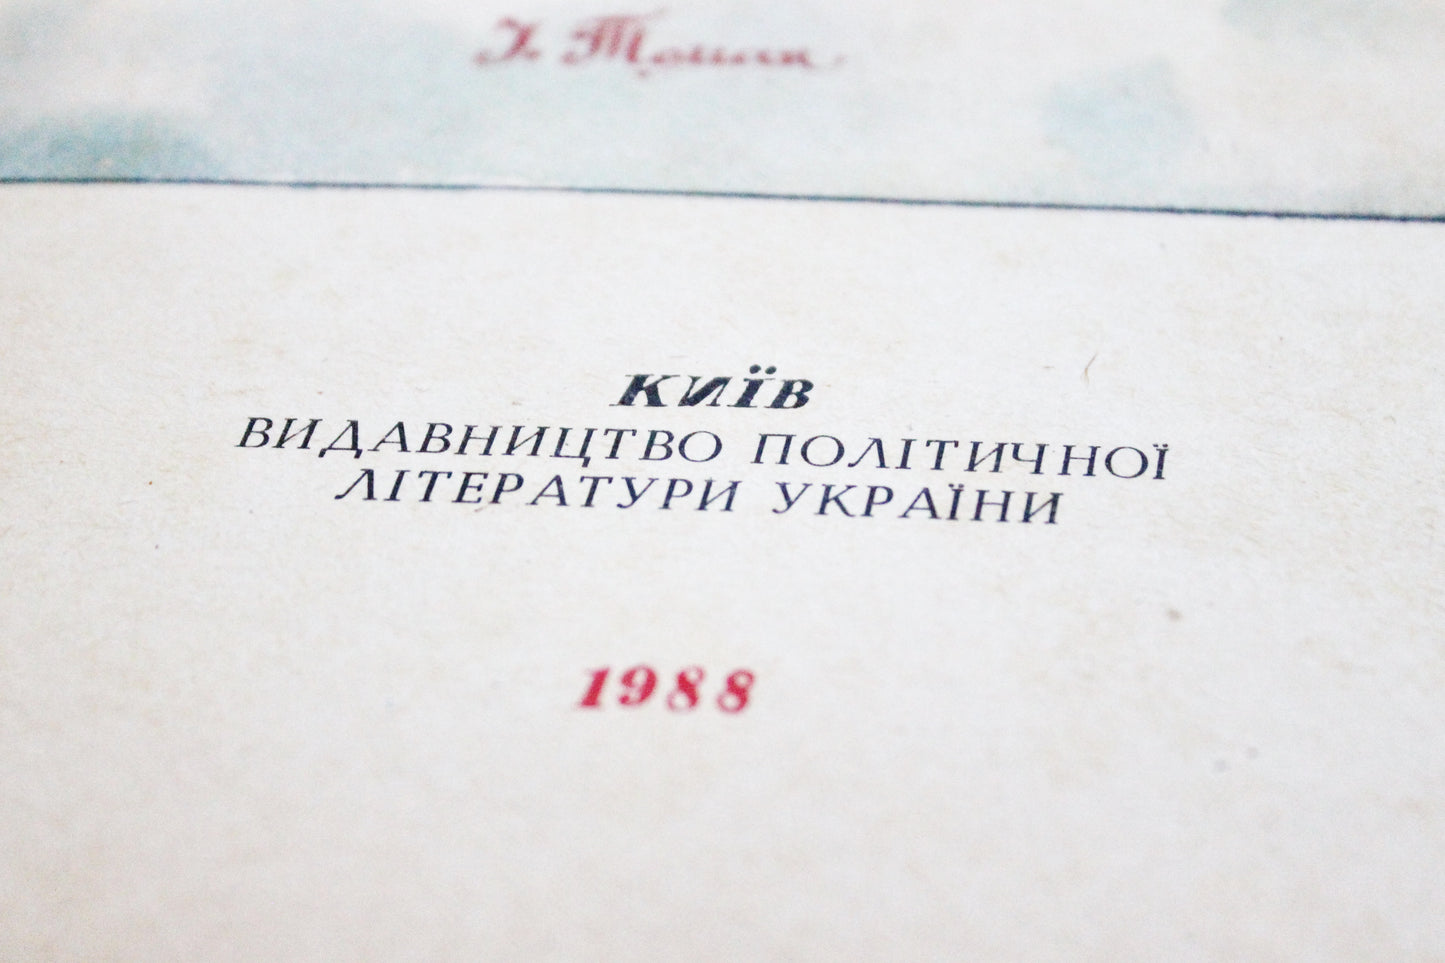 КИЇВ
ВИДАВНИЦТВО ПОЛІТИЧНОЇ
ЛІТЕРАТУРИ УКРАЇНИ
1988